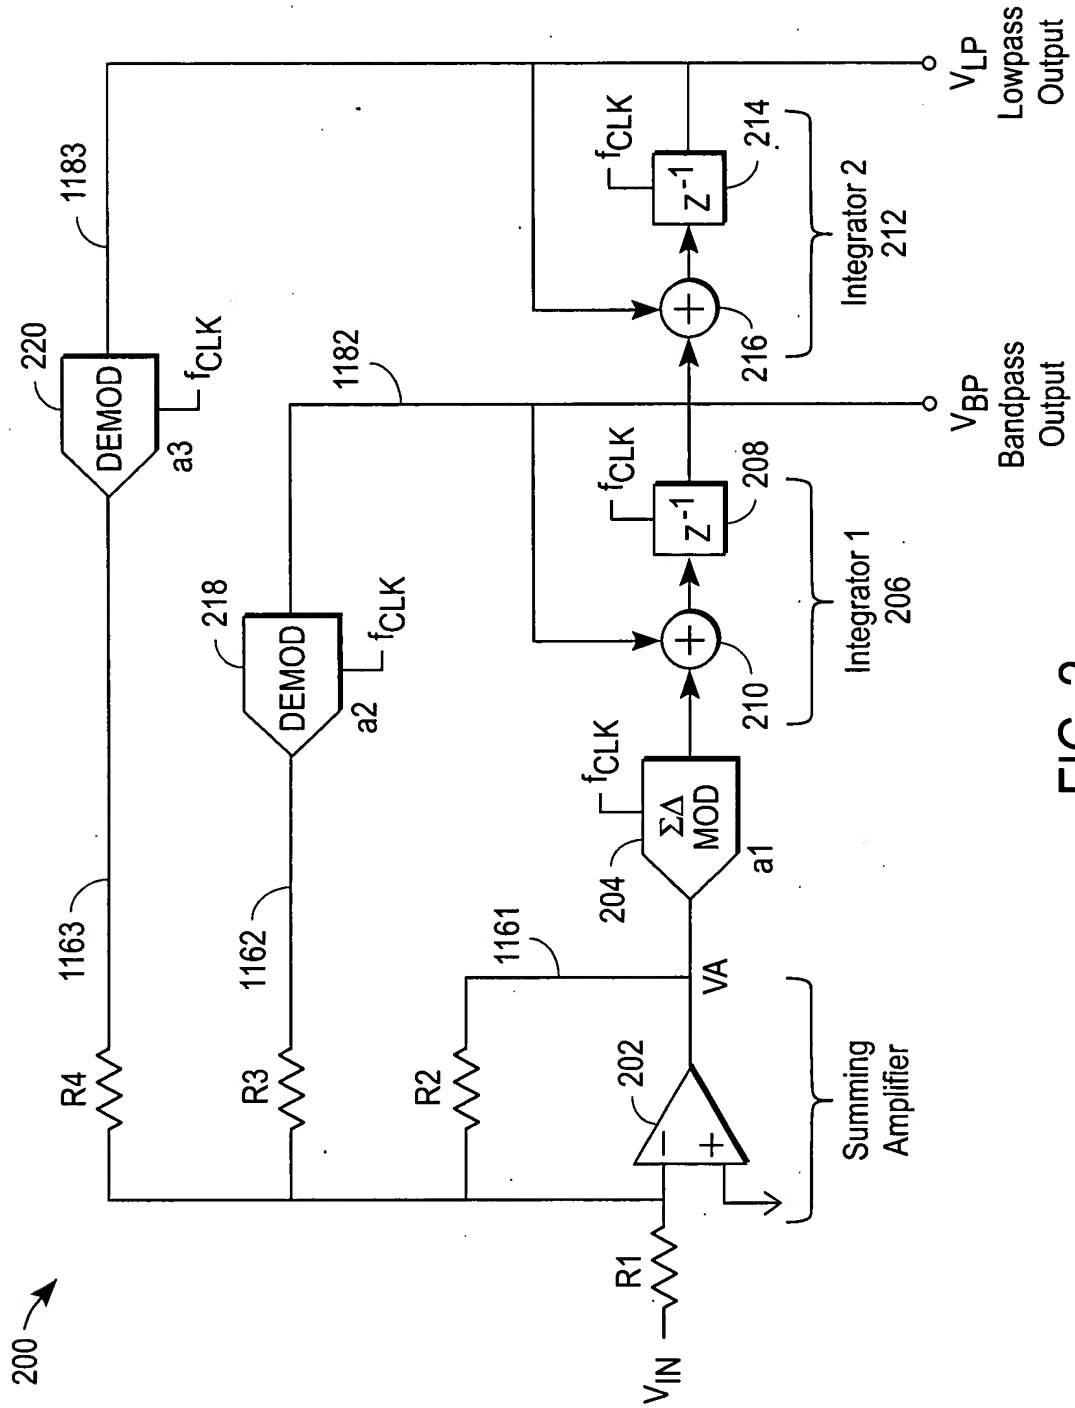 200
1183
220
DEMOD
a3
fCLK
1163
R4
1182
218
DEMOD
a2
fCLK
1162
R3
1161
R2
VIN
R1
202
−
+
VA
Summing
Amplifier
204
ΣΔ
MOD
a1
fCLK
210
+
Z-1
208
fCLK
Integrator 1
206
216
+
Z-1
214
fCLK
Integrator 2
212
VBP
Bandpass
Output
VLP
Lowpass
Output